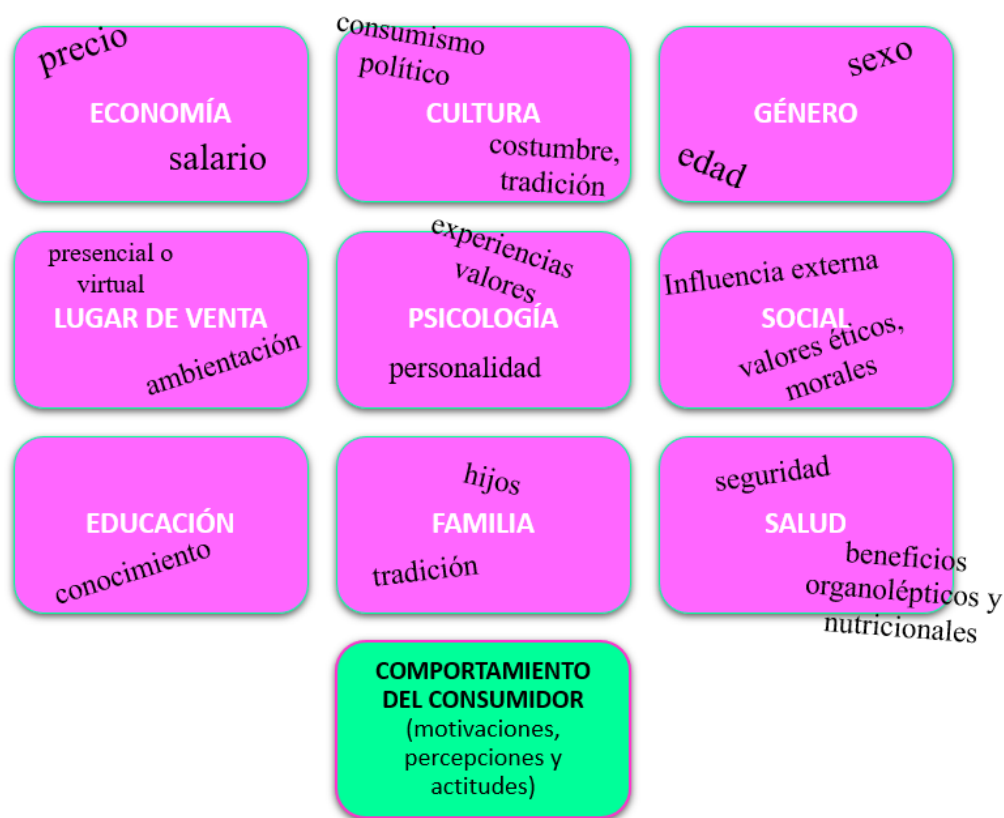 precio
ECONOMÍA
salario
consumismo
político
CULTURA
costumbre,
tradición
sexo
GÉNERO
edad
presencial o
virtual
LUGAR DE VENTA
ambientación
experiencias
valores
PSICOLOGÍA
personalidad
Influencia externa
SOCIAL
valores éticos,
morales
EDUCACIÓN
conocimiento
hijos
FAMILIA
tradición
seguridad
SALUD
beneficios
organolépticos y
nutricionales
COMPORTAMIENTO
DEL CONSUMIDOR
(motivaciones,
percepciones y
actitudes)